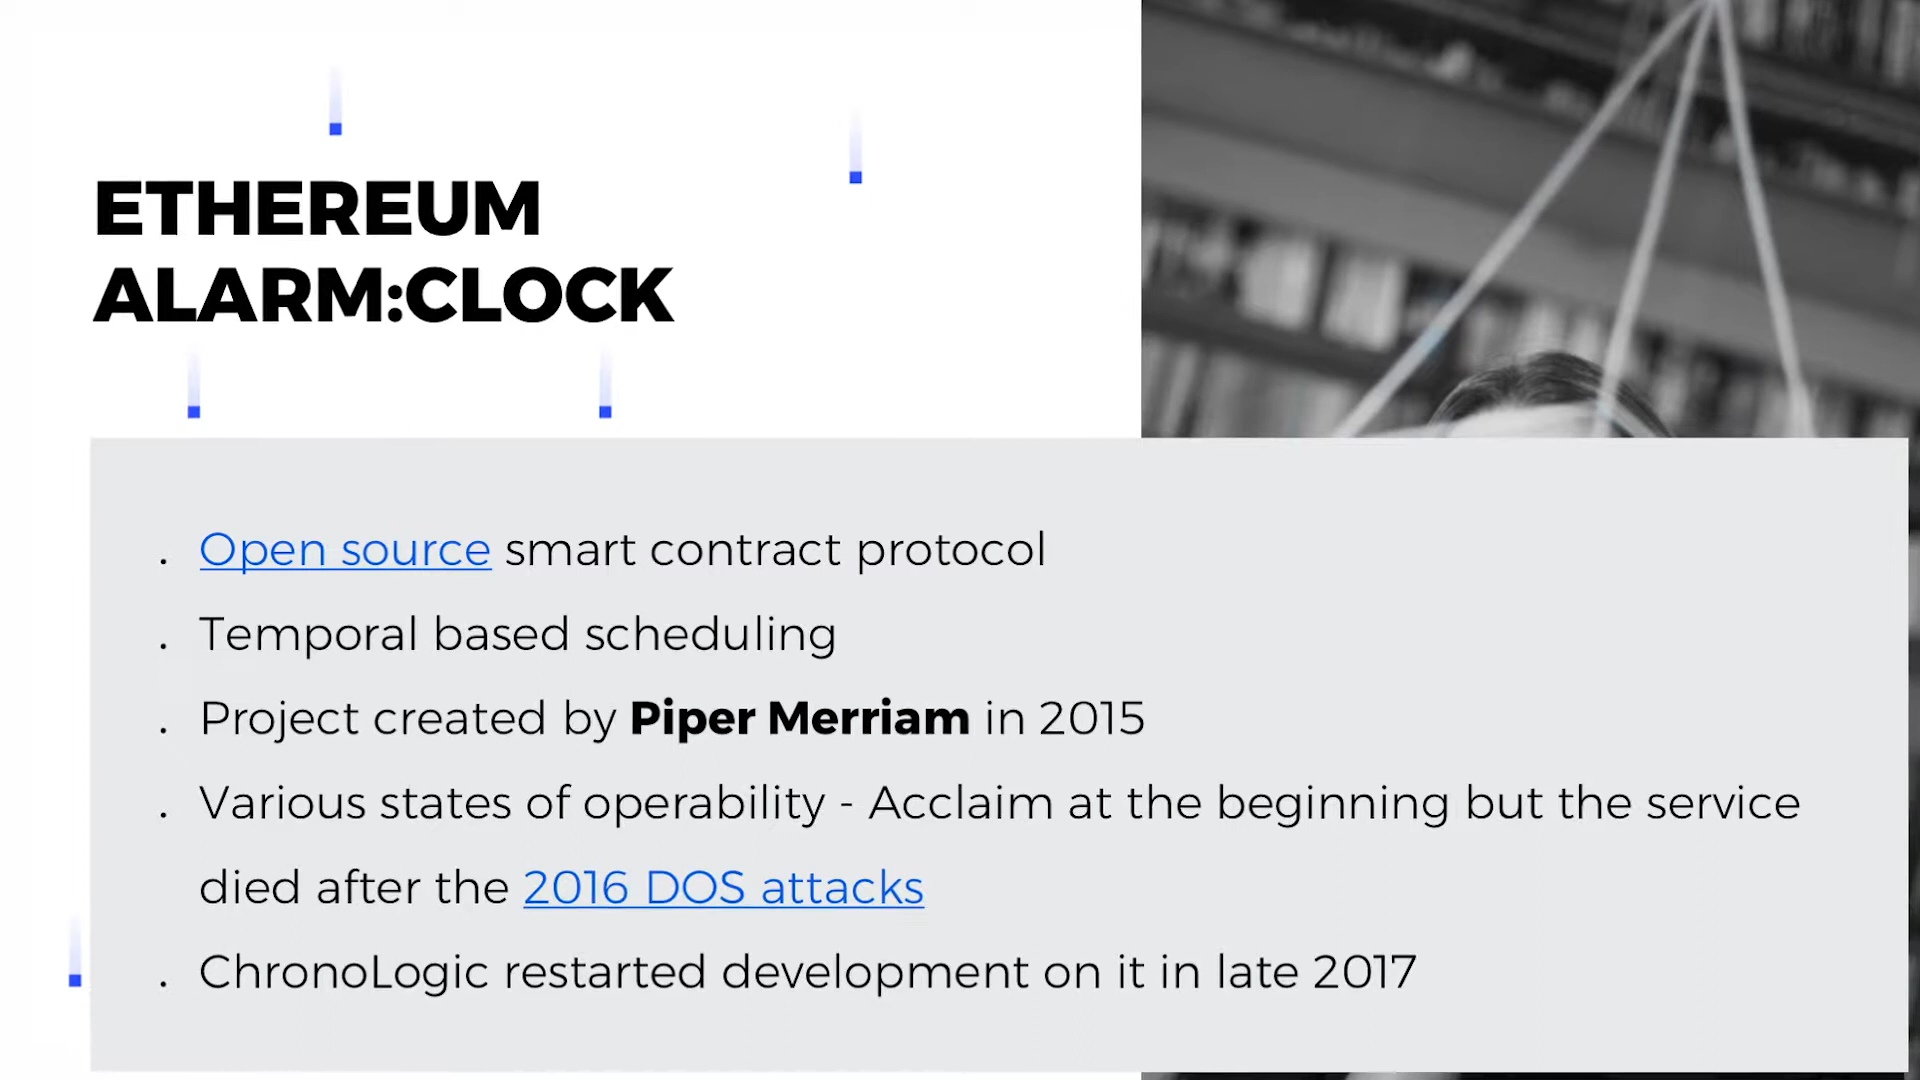 ETHEREUM
ALARM:CLOCK
. Open source smart contract protocol
. Temporal based scheduling
. Project created by Piper Merriam in 2015
. Various states of operability - Acclaim at the beginning but the service
died after the 2016 DOS attacks
. ChronoLogic restarted development on it in late 2017